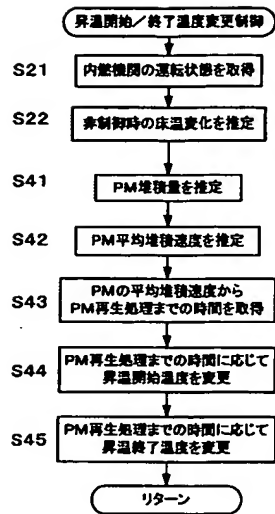 昇温開始／終了温度変更制御
S21
内燃機関の運転状態を取得
S22
非制御時の床温変化を推定
S41
PM堆積量を推定
S42
PM平均堆積速度を推定
S43
PMの平均堆積速度から
PM再生処理までの時間を取得
S44
PM再生処理までの時間に応じて
昇温開始温度を変更
S45
PM再生処理までの時間に応じて
昇温終了温度を変更
リターン